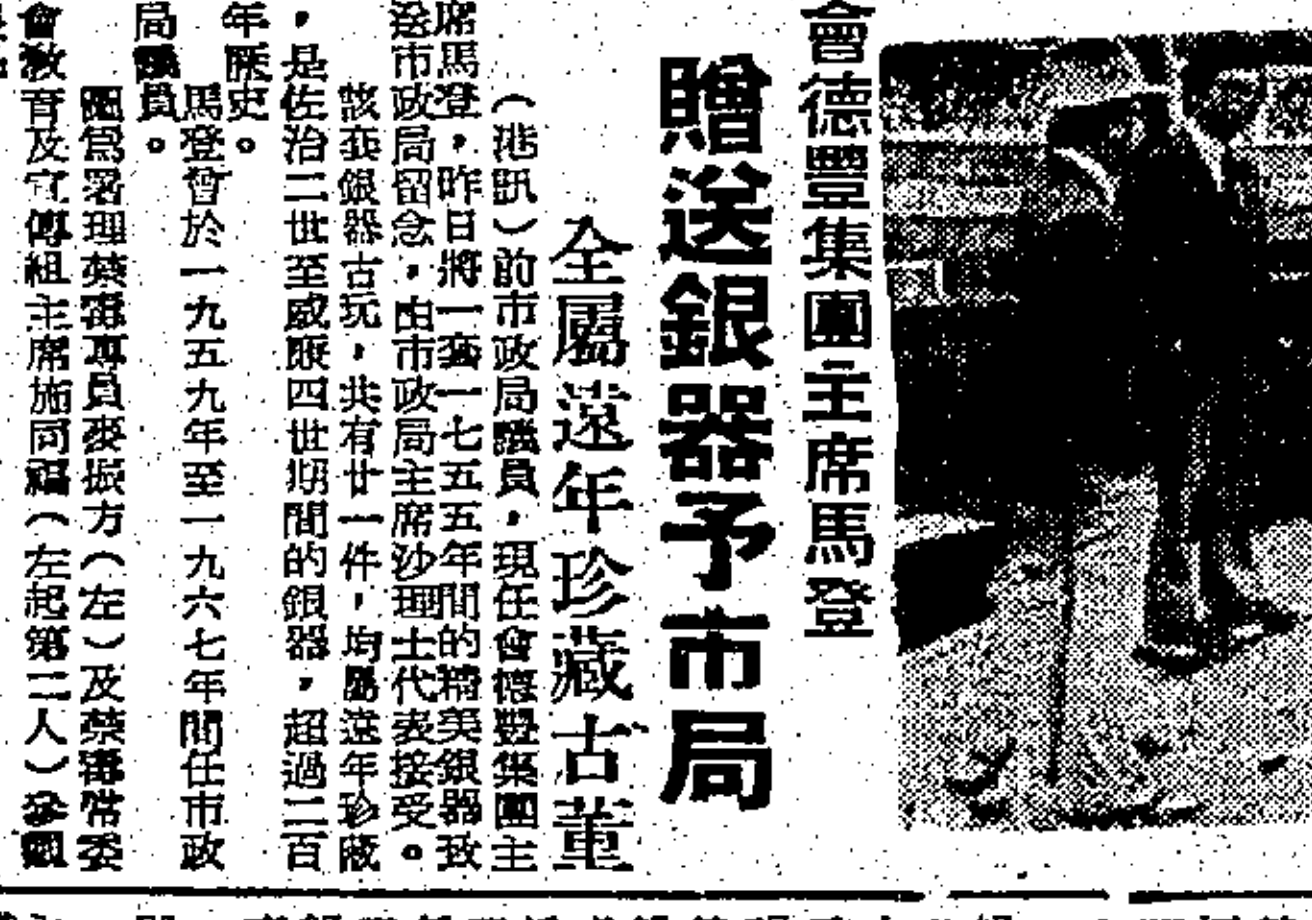 會德豐集團主席馬登
贈送銀器予市局
全屬遠年珍藏古董
（港訊）前市政局議員，現任會德豐集團主
席馬登，昨日將一套一七五五年間的精美銀器致
送市政局留念，由市政局主席沙理士代表接受。
該套銀器古玩，共有廿一件，均屬遠年珍藏
，是佐治二世至威廉四世期間的銀器，超過二百
年歷史。
馬登曾於一九五九年至一九六七年間任市政
局議員。
圖為署理禁毒專員麥振方（左）及禁毒常委
會教育及宣傳組主席施同福（左起第二人）參觀